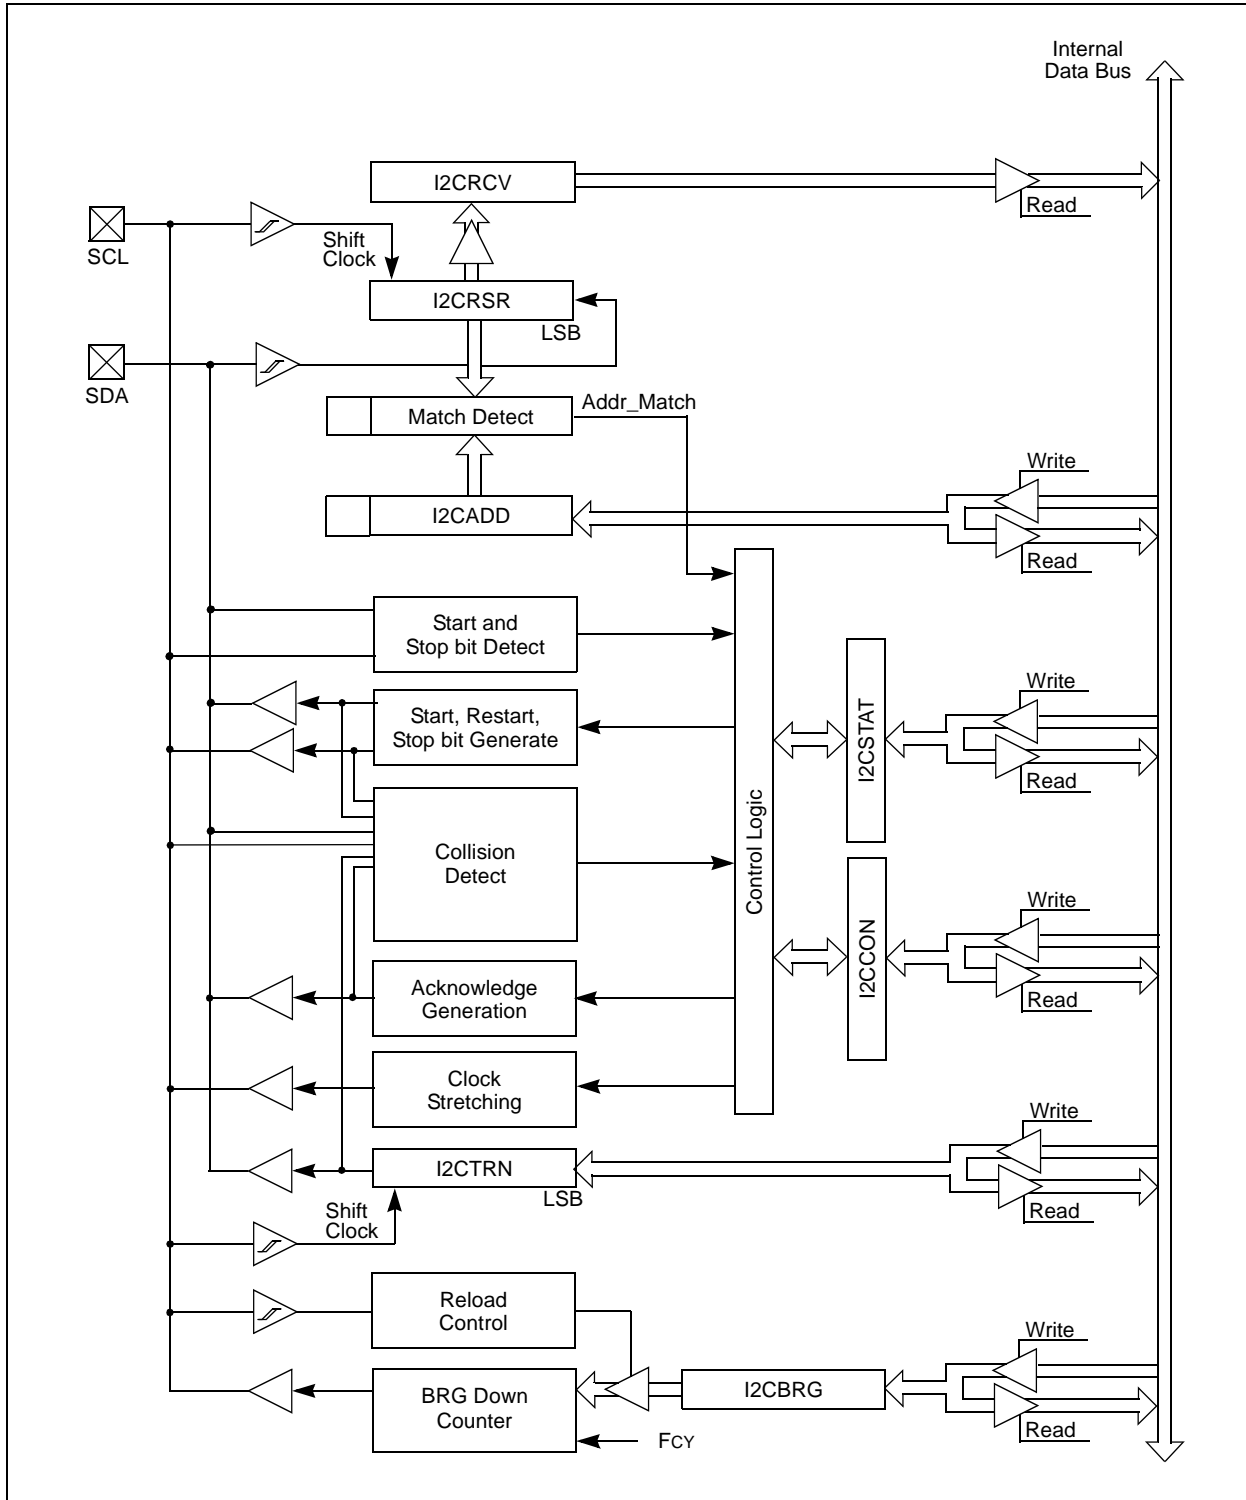 Internal
Data Bus
I2CRCV
Read
SCL
Shift
Clock
I2CRSR
LSB
SDA
Addr_Match
Match Detect
Write
I2CADD
Read
Start and
Stop bit Detect
Write
Start, Restart,
Stop bit Generate
I2CSTAT
Read
Control Logic
Collision
Detect
Write
I2CCON
Read
Acknowledge
Generation
Clock
Stretching
Write
I2CTRN
LSB
Read
Shift
Clock
Reload
Control
Write
I2CBRG
BRG Down
Counter
Read
FCY